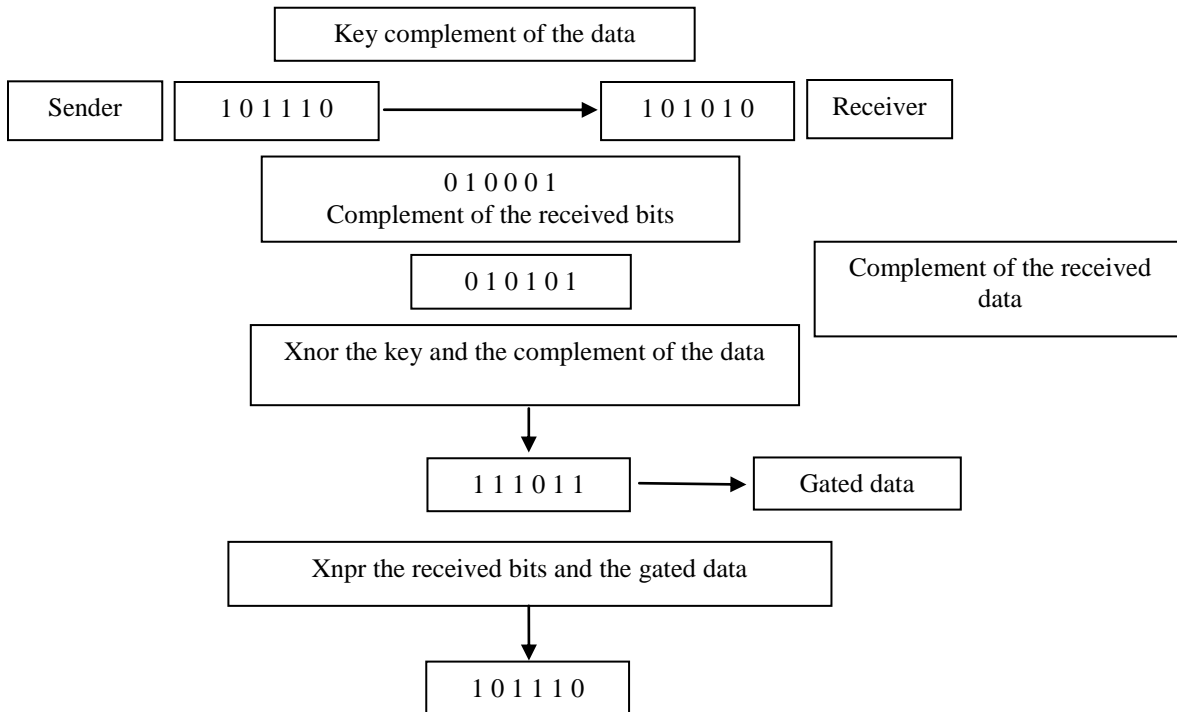 Key complement of the data
Sender
1 0 1 1 1 0
1 0 1 0 1 0
Receiver
0 1 0 0 0 1
Complement of the received bits
0 1 0 1 0 1
Complement of the received
data
Xnor the key and the complement of the data
1 1 1 0 1 1
Gated data
Xnpr the received bits and the gated data
1 0 1 1 1 0